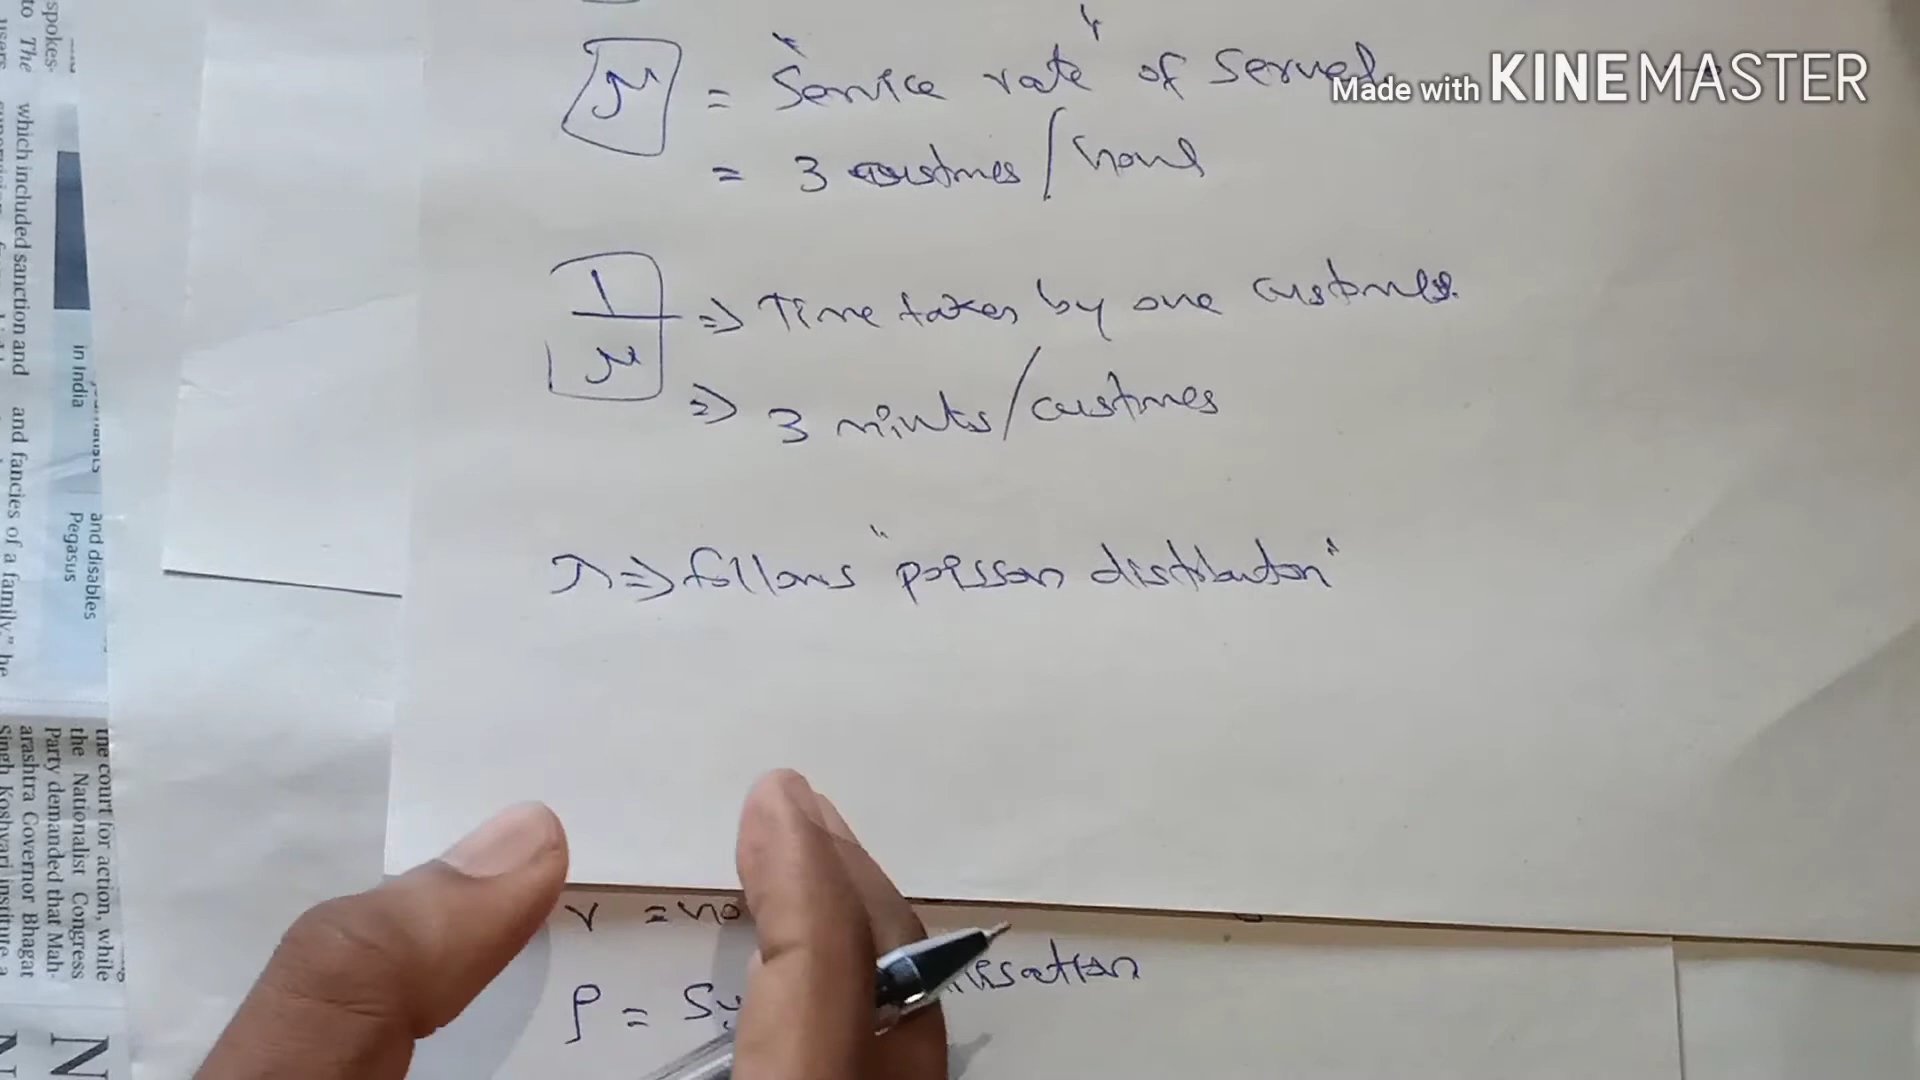 Made with KINEMASTER
μ = "Service rate" of Server
= 3 customers / hour
1/μ => Time taken by one customer.
=> 3 minuts / customer
λ => follows "poisson distribution"
γ = no
ρ = Sy
spokes-
to The
which included sanction and
and fancies of a family," he
in India
and disables
Pegasus
the court for action, while
the Nationalist Congress
Party demanded that Mah-
arashtra Governor Bhagat
Singh Koshyari institute a
N
N